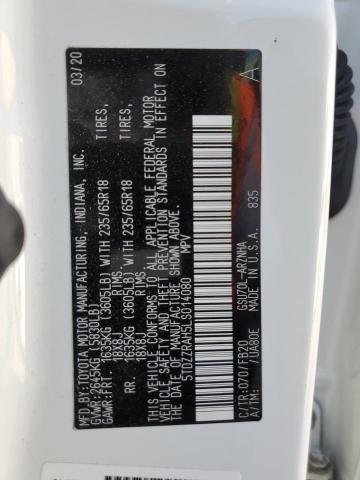 MFD.BY:TOYOTA MOTOR MANUFACTURING, INDIANA, INC. 03/20
GVWR:2645KG (5830LB)
GAWR:FRT. 1635KG (3605LB) WITH 235/65R18 TIRES,
18X8J RIMS.
RR. 1635KG (3605LB) WITH 235/65R18 TIRES,
18X8J RIMS.
THIS VEHICLE CONFORMS TO ALL APPLICABLE FEDERAL MOTOR
VEHICLE SAFETY AND THEFT PREVENTION STANDARDS IN EFFECT ON
THE DATE OF MANUFACTURE SHOWN ABOVE.
5TDZZRAH5LS014080 MPV
C/TR:070/FB20 GSU70L-ARZNHA
A/TM: /UA80E MADE IN U.S.A. 835
A